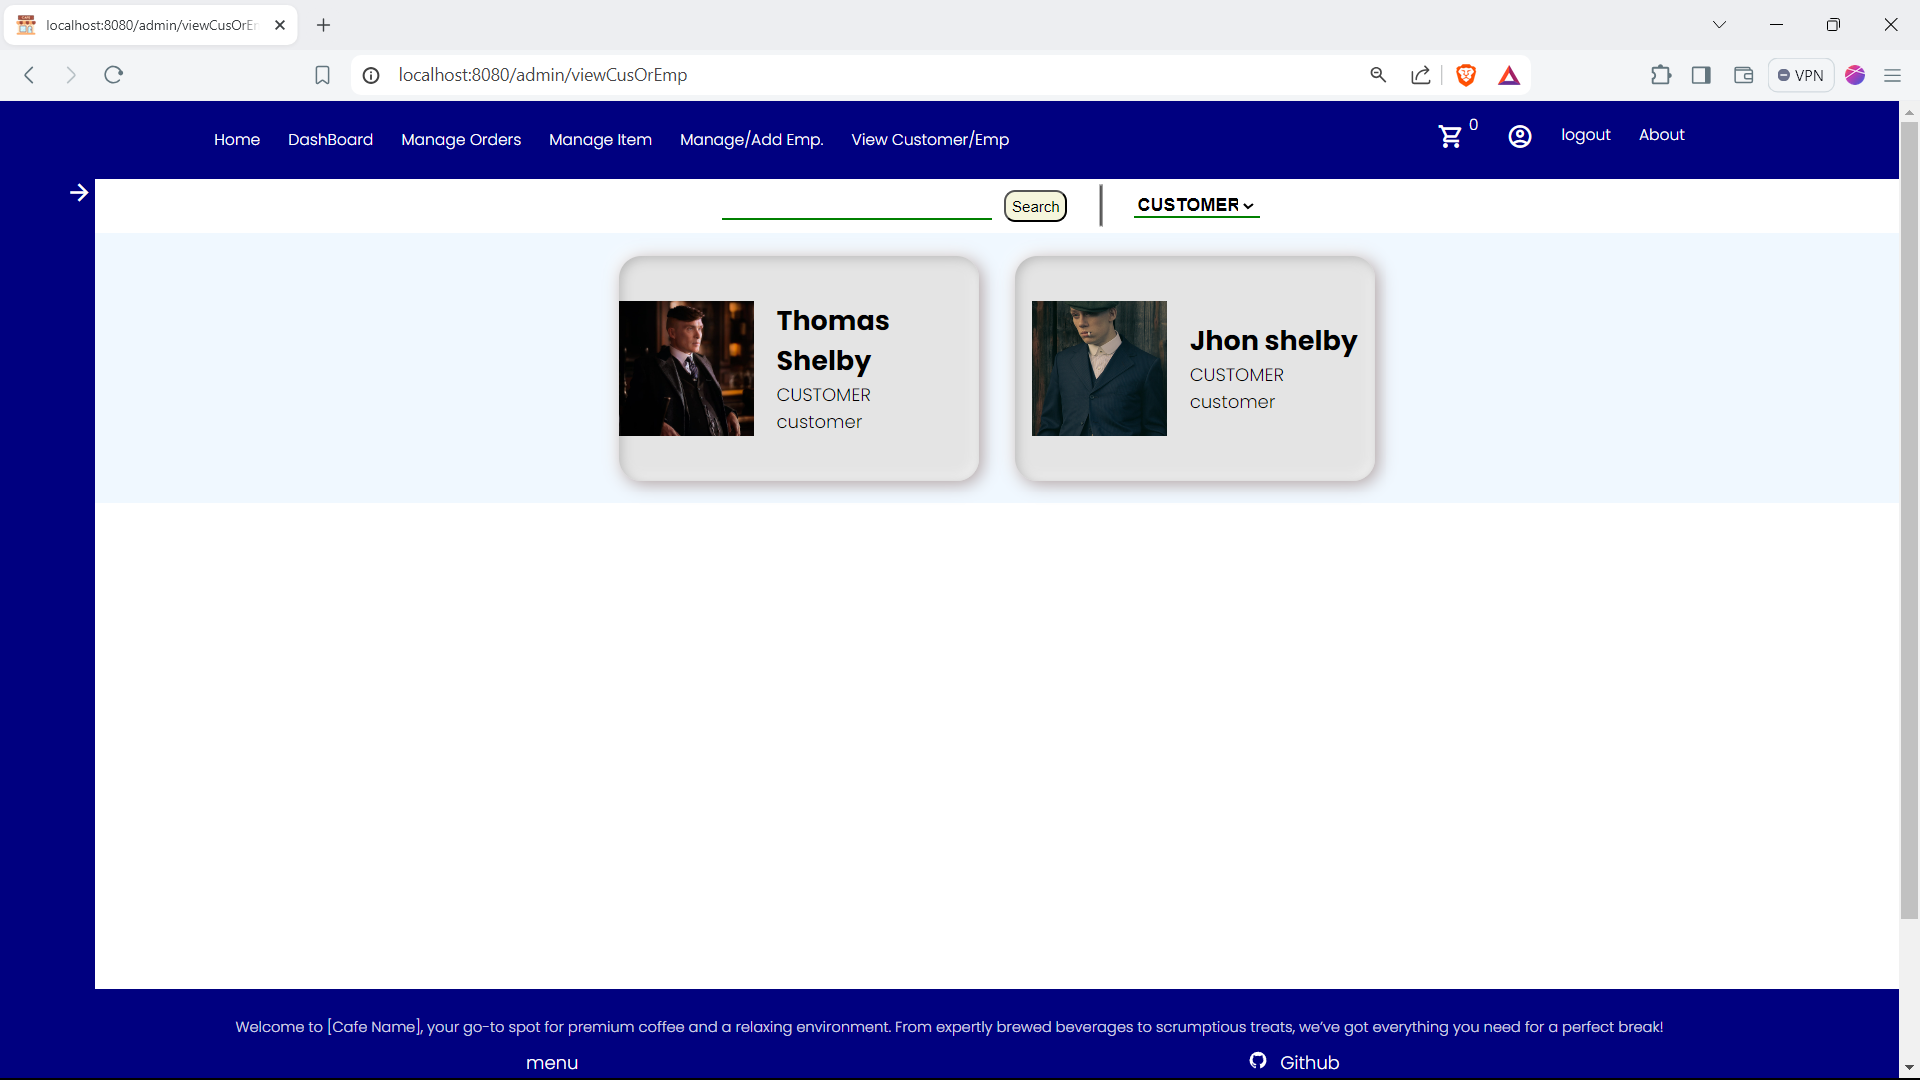 localhost:8080/admin/viewCusOrEr
localhost:8080/admin/viewCusOrEmp
VPN
Home DashBoard Manage Orders Manage Item Manage/Add Emp. View Customer/Emp 0 logout About
Search CUSTOMER
Thomas
Shelby
CUSTOMER
customer
Jhon shelby
CUSTOMER
customer
Welcome to [Cafe Name], your go-to spot for premium coffee and a relaxing environment. From expertly brewed beverages to scrumptious treats, we've got everything you need for a perfect break!
menu Github